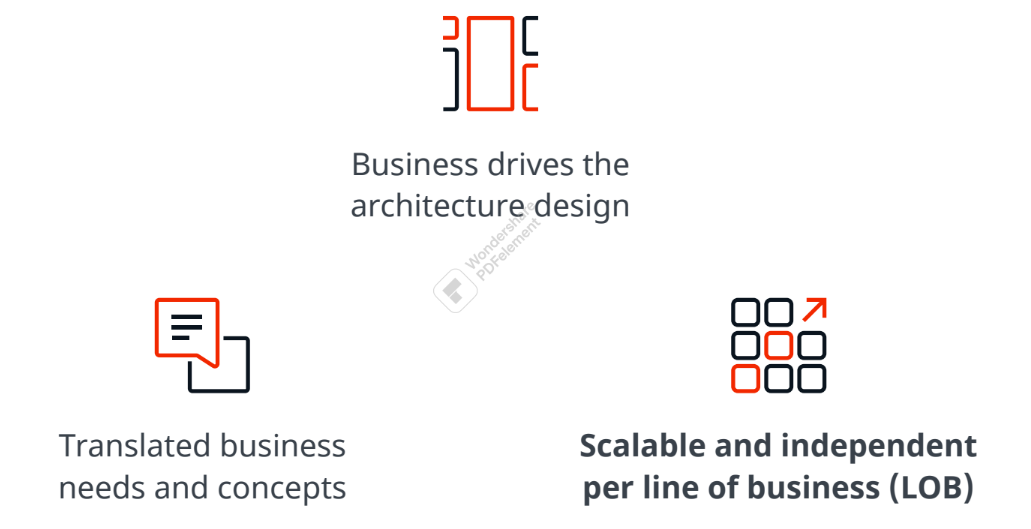 Business drives the
architecture design
Wondershare
PDFelement
Translated business
needs and concepts
Scalable and independent
per line of business (LOB)